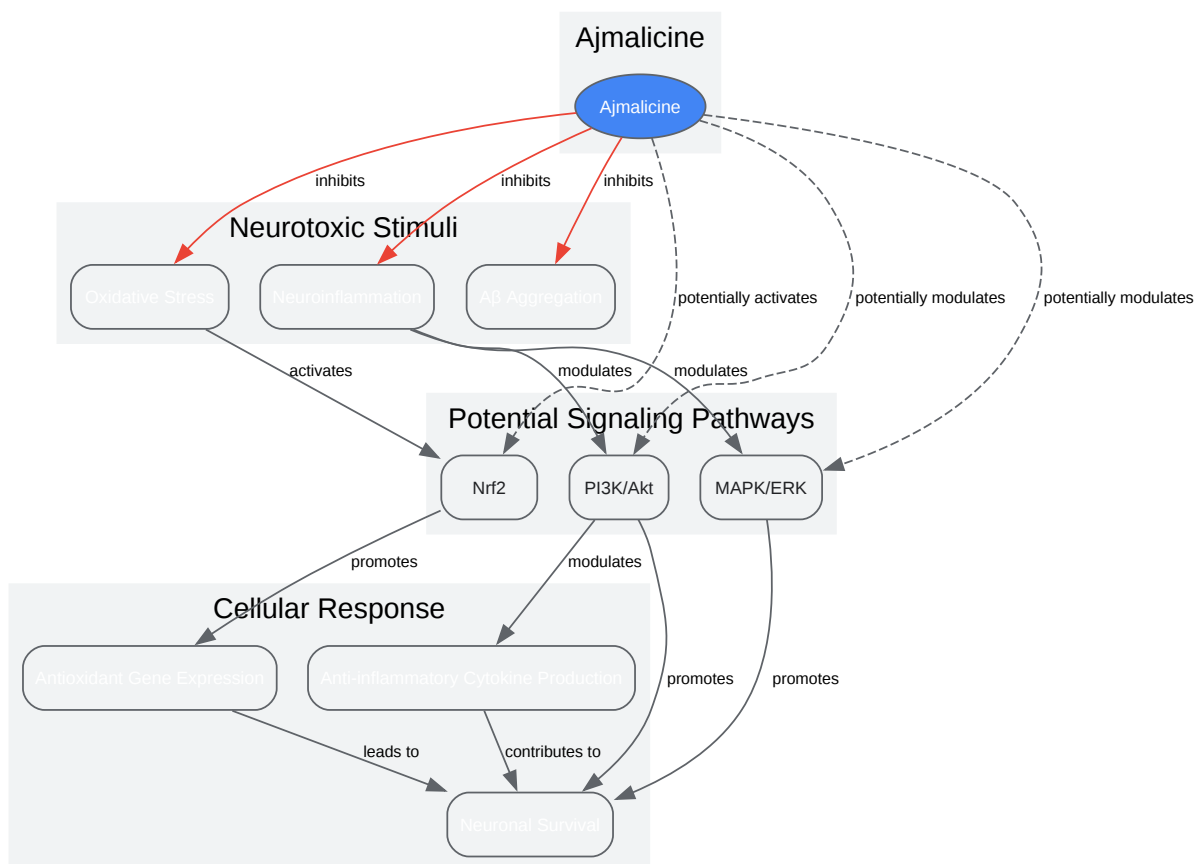 Ajmalicine
Ajmalicine
inhibits
inhibits
inhibits
Neurotoxic Stimuli
Oxidative Stress
Neuroinflammation
Aβ Aggregation
potentially activates
potentially modulates
potentially modulates
activates
modulates
modulates
Potential Signaling Pathways
Nrf2
PI3K/Akt
MAPK/ERK
promotes
modulates
Cellular Response
Antioxidant Gene Expression
Anti-inflammatory Cytokine Production
promotes
promotes
leads to
contributes to
Neuronal Survival